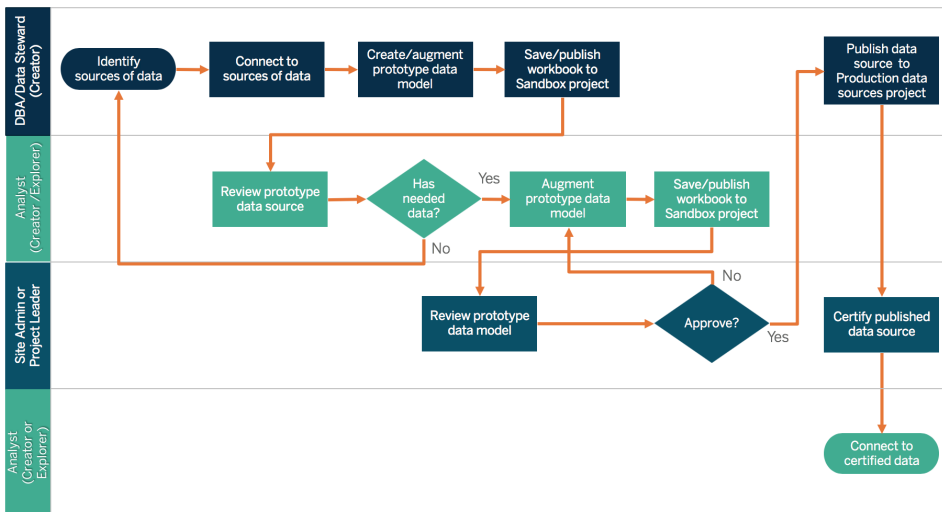 DBA/Data Steward
(Creator)
Identify
sources of data
Connect to
sources of data
Create/augment
prototype data
model
Save/publish
workbook to
Sandbox project
Publish data
source to
Production data
sources project
Analyst
(Creator /Explorer)
Review prototype
data source
Has
needed
data?
Yes
No
Augment
prototype data
model
Save/publish
workbook to
Sandbox project
Site Admin or
Project Leader
Review prototype
data model
Approve?
No
Yes
Certify published
data source
Analyst
(Creator or
Explorer)
Connect to
certified data